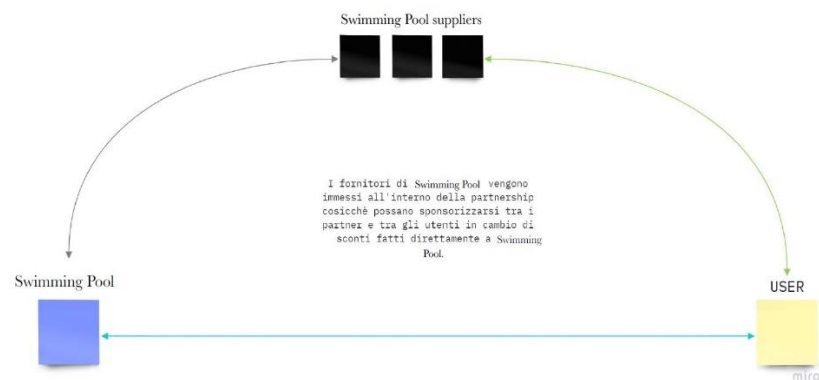 Swimming Pool suppliers
I fornitori di Swimming Pool vengono
immessi all'interno della partnership
cosicchè possano sponsorizzarsi tra i
partner e tra gli utenti in cambio di
sconti fatti direttamente a Swimming
Pool.
Swimming Pool
USER
miro